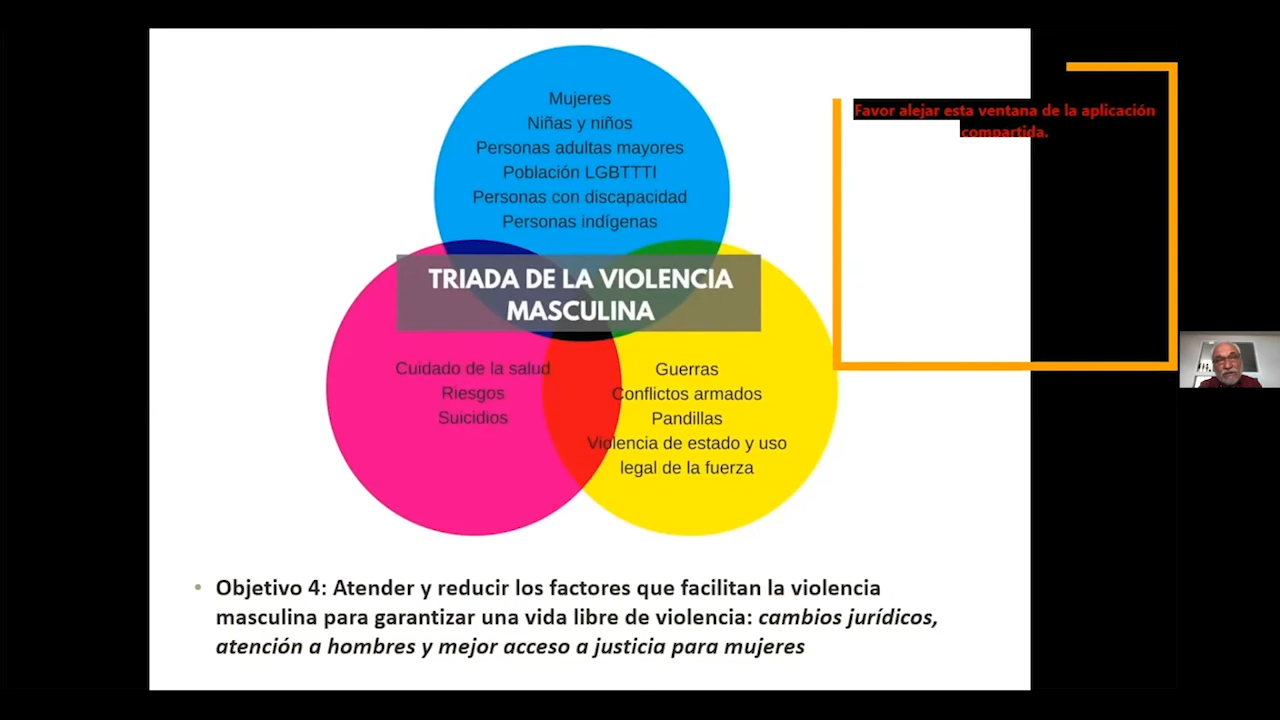 Mujeres
Niñas y niños
Personas adultas mayores
Población LGBTTTI
Personas con discapacidad
Personas indígenas
TRIADA DE LA VIOLENCIA
MASCULINA
Cuidado de la salud
Riesgos
Suicidios
Guerras
Conflictos armados
Pandillas
Violencia de estado y uso
legal de la fuerza
Favor alejar esta ventana de la aplicación
compartida.
• Objetivo 4: Atender y reducir los factores que facilitan la violencia
masculina para garantizar una vida libre de violencia: cambios jurídicos,
atención a hombres y mejor acceso a justicia para mujeres